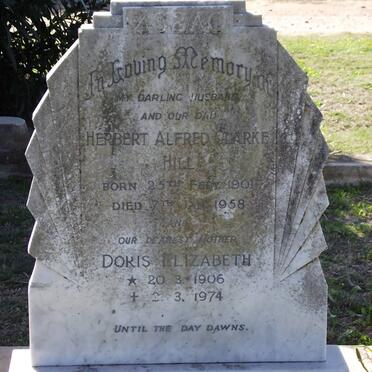 In Loving Memory of
MY DARLING HUSBAND
AND OUR DAD
HERBERT ALFRED CLARKE
HILL
BORN 25TH FEBY 1901
DIED 7TH JAN 1958
OUR DEAREST MOTHER
DORIS ELIZABETH
★ 20.3.1906
✝ 2.3.1974
UNTIL THE DAY DAWNS.